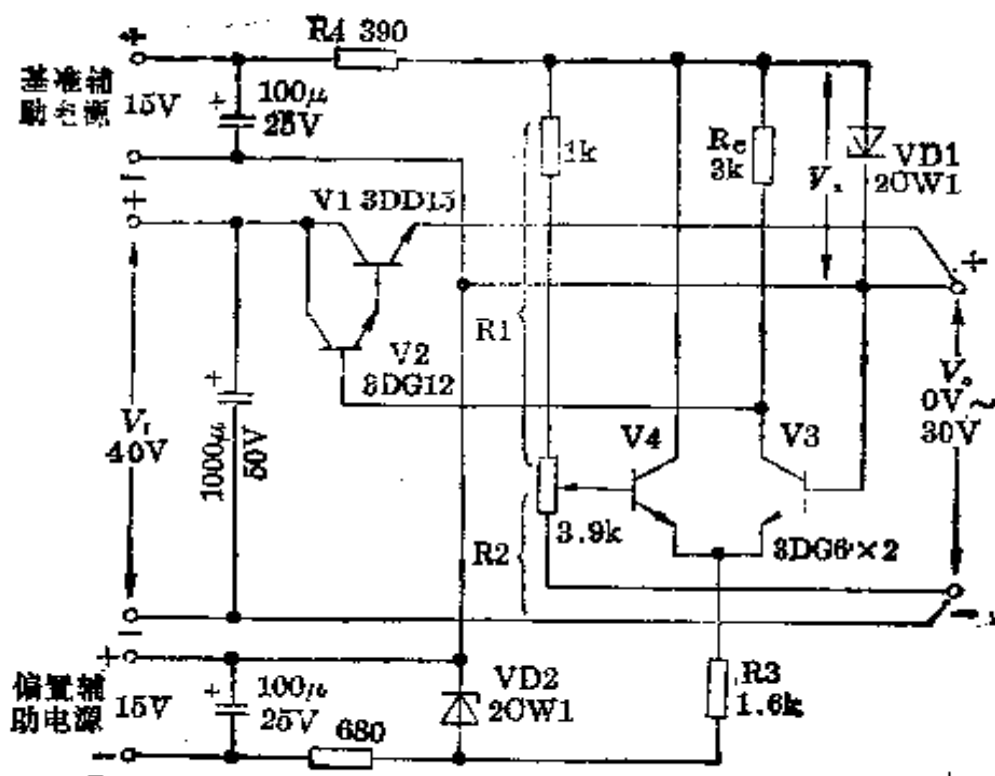 +
R4 390
基准辅
助电源
15V
+
100μ
25V
1k
Rc
3k
VD1
2CW1
−
+
V1 3DD15
+
R1
V2
3DG12
+
VI
40V
1000μ
50V
V4
V3
Vo
0V~
30V
R2
3.9k
3DG6×2
−
−
+
偏置辅
助电源
15V
+
100μ
25V
VD2
2CW1
R3
1.6k
680
−